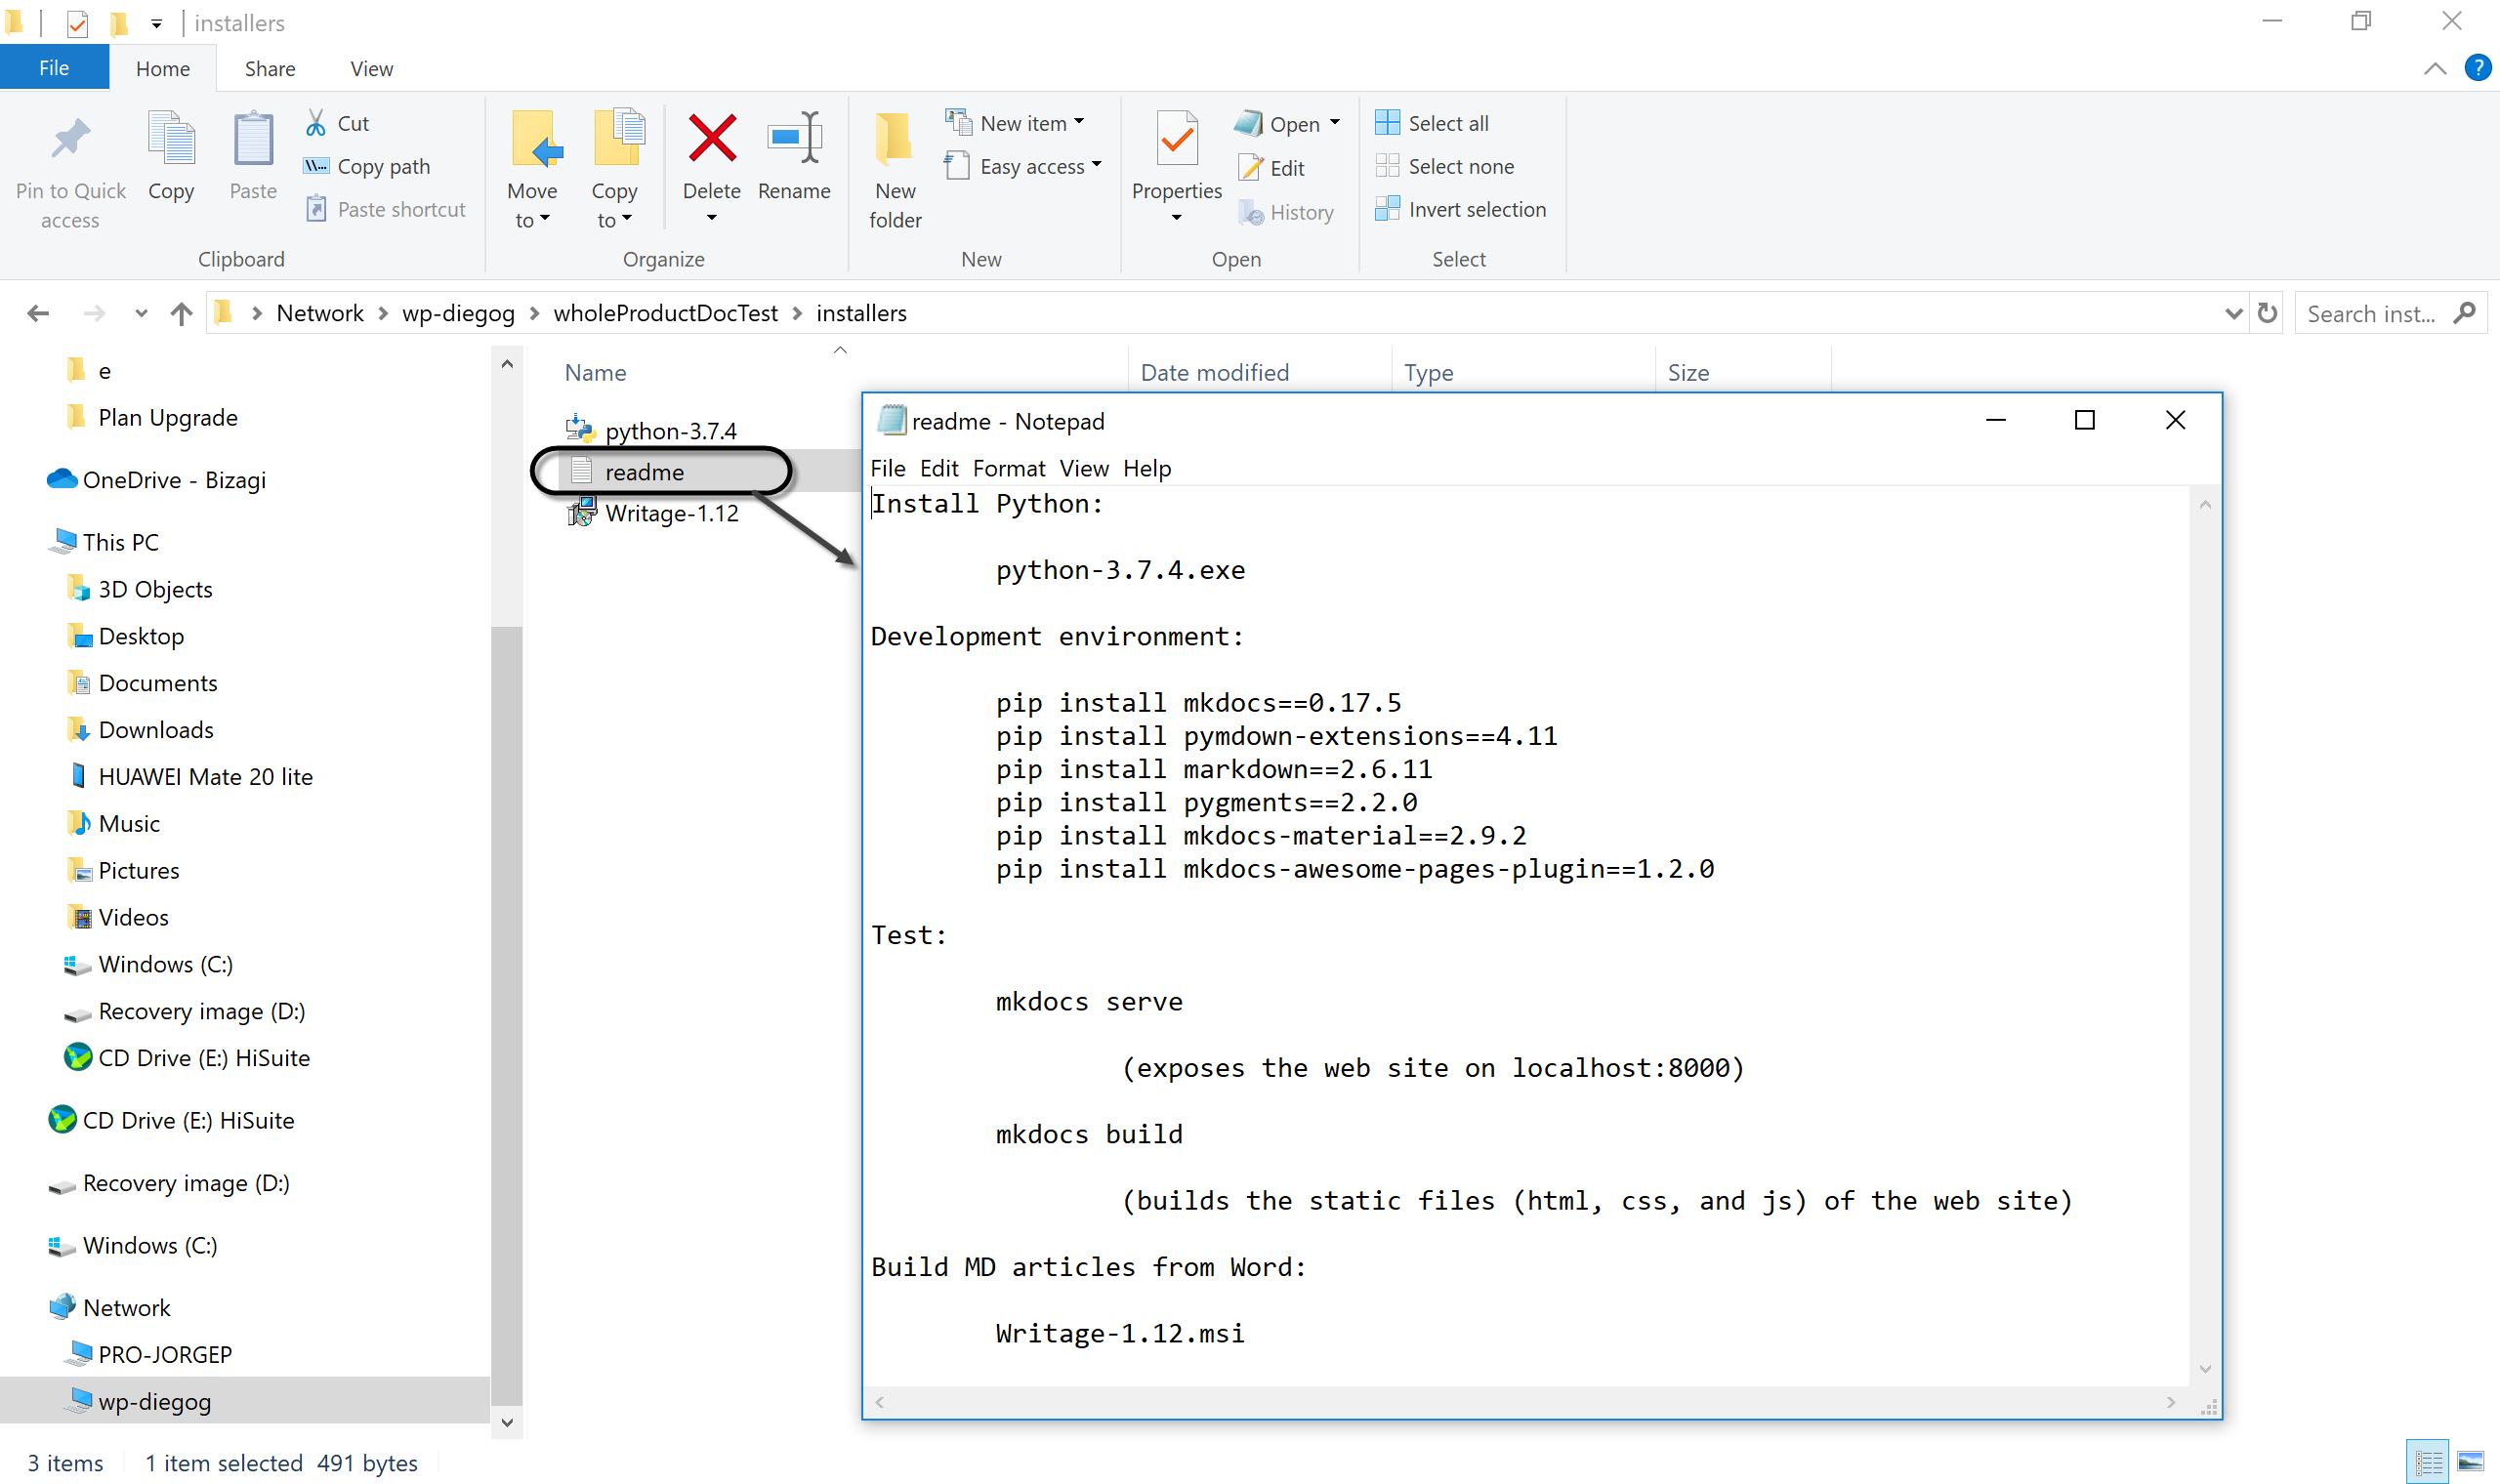 installers
File Home Share View
Pin to Quick access
Copy
Paste
Cut
Copy path
Paste shortcut
Clipboard
Move to
Copy to
Delete
Rename
Organize
New folder
New item
Easy access
New
Properties
Open
Edit
History
Open
Select all
Select none
Invert selection
Select
Network wp-diegog wholeProductDocTest installers
Search inst...
e
Plan Upgrade
OneDrive - Bizagi
This PC
3D Objects
Desktop
Documents
Downloads
HUAWEI Mate 20 lite
Music
Pictures
Videos
Windows (C:)
Recovery image (D:)
CD Drive (E:) HiSuite
CD Drive (E:) HiSuite
Recovery image (D:)
Windows (C:)
Network
PRO-JORGEP
wp-diegog
Name Date modified Type Size
python-3.7.4
readme
Writage-1.12
readme - Notepad
File Edit Format View Help
Install Python:
python-3.7.4.exe
Development environment:
pip install mkdocs==0.17.5
pip install pymdown-extensions==4.11
pip install markdown==2.6.11
pip install pygments==2.2.0
pip install mkdocs-material==2.9.2
pip install mkdocs-awesome-pages-plugin==1.2.0
Test:
mkdocs serve
(exposes the web site on localhost:8000)
mkdocs build
(builds the static files (html, css, and js) of the web site)
Build MD articles from Word:
Writage-1.12.msi
3 items 1 item selected 491 bytes